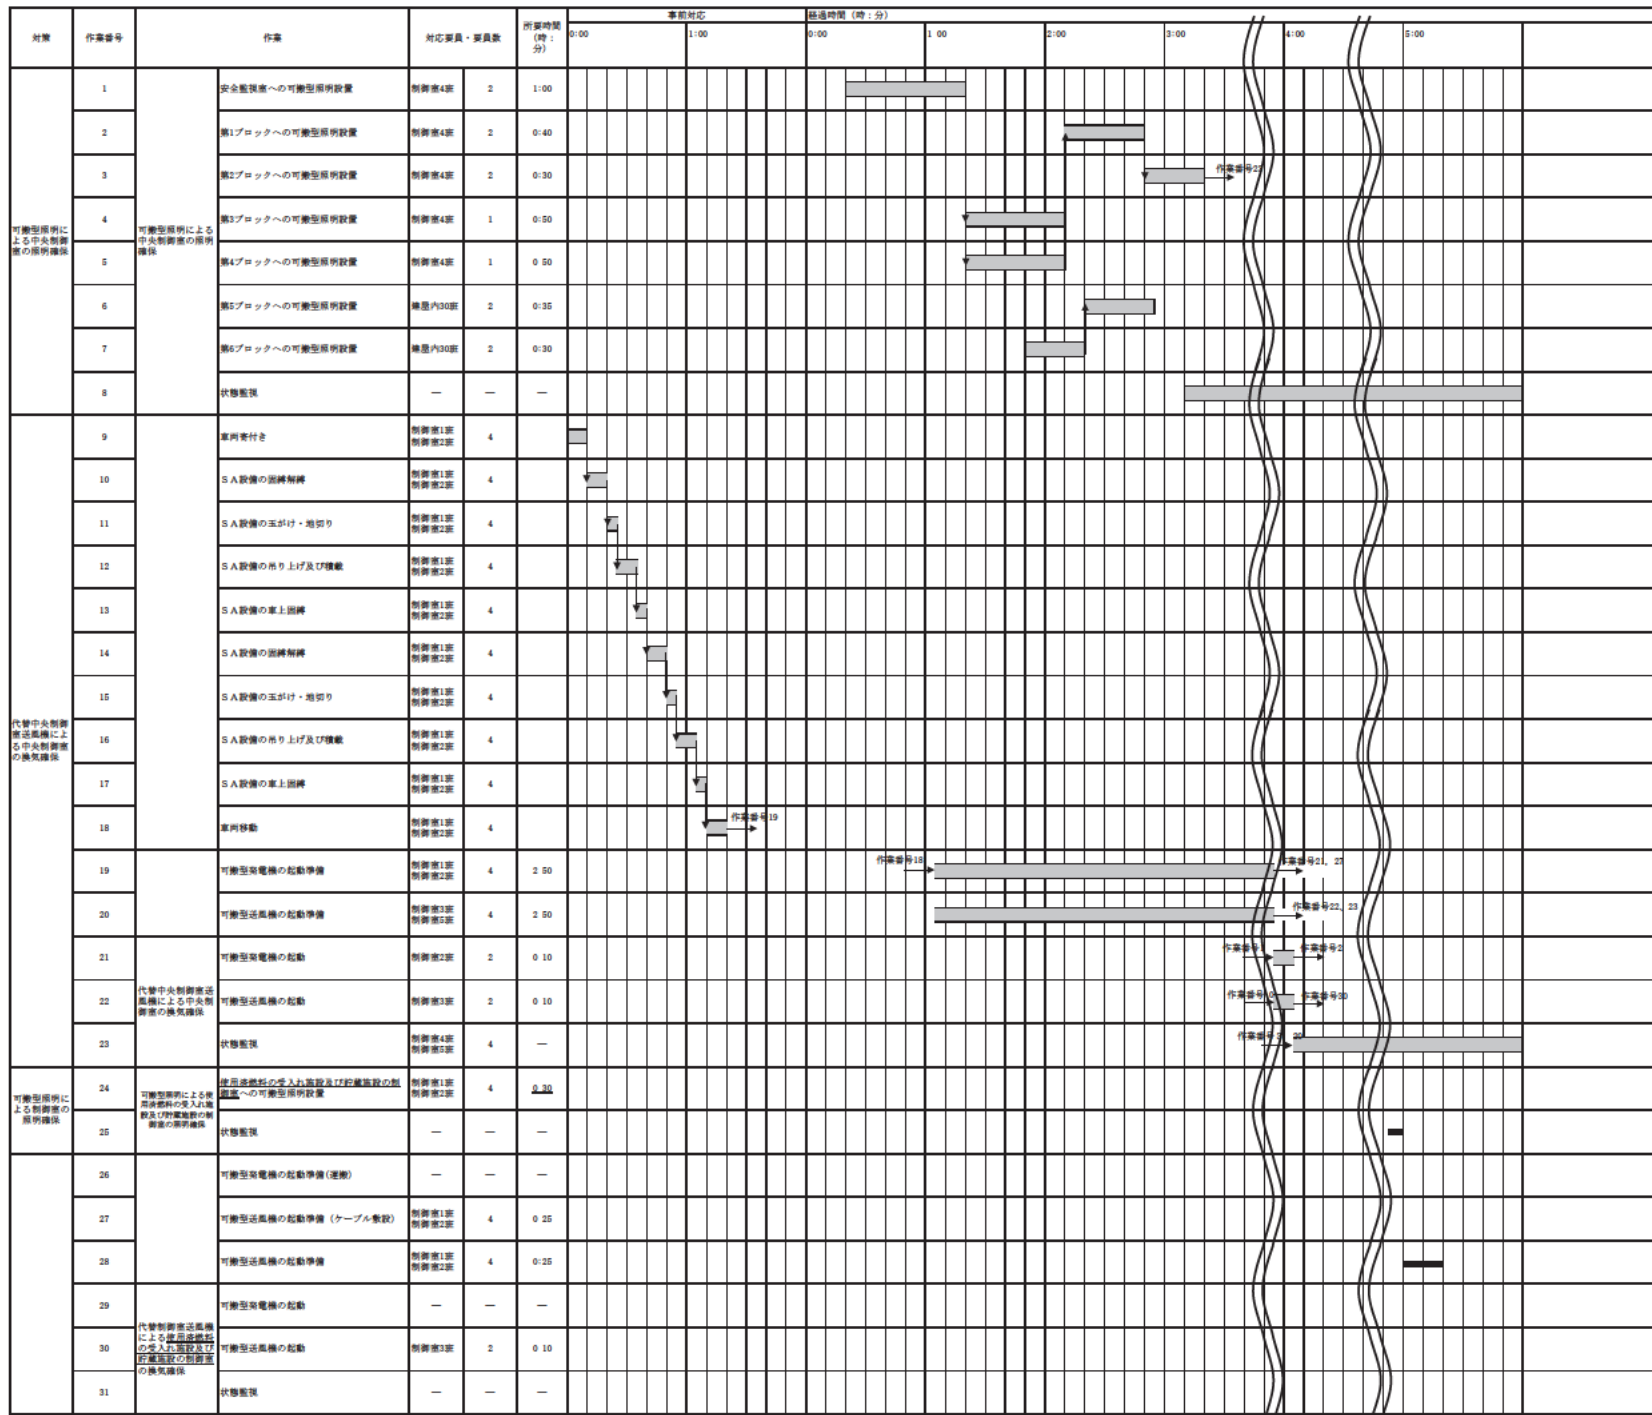 対策 作業番号 作業 対応要員・要員数 所要時間(時：分) 事前対応 経過時間（時：分）
0:00 1:00 0:00 1 00 2:00 3:00 4:00 5:00
可搬型照明による中央制御室の照明確保
可搬型照明による中央制御室の照明確保
1 安全監視室への可搬型照明設置 制御室4班 2 1:00
2 第1ブロックへの可搬型照明設置 制御室4班 2 0:40
3 第2ブロックへの可搬型照明設置 制御室4班 2 0:30 作業番号23
4 第3ブロックへの可搬型照明設置 制御室4班 1 0:50
5 第4ブロックへの可搬型照明設置 制御室4班 1 0 50
6 第5ブロックへの可搬型照明設置 建屋内30班 2 0:35
7 第6ブロックへの可搬型照明設置 建屋内30班 2 0:30
8 状態監視 － － －
代替中央制御室送風機による中央制御室の換気確保
9 車両寄付き 制御室1班 制御室2班 4
10 ＳＡ設備の固縛解縛 制御室1班 制御室2班 4
11 ＳＡ設備の玉がけ・地切り 制御室1班 制御室2班 4
12 ＳＡ設備の吊り上げ及び積載 制御室1班 制御室2班 4
13 ＳＡ設備の車上固縛 制御室1班 制御室2班 4
14 ＳＡ設備の固縛解縛 制御室1班 制御室2班 4
15 ＳＡ設備の玉がけ・地切り 制御室1班 制御室2班 4
16 ＳＡ設備の吊り上げ及び積載 制御室1班 制御室2班 4
17 ＳＡ設備の車上固縛 制御室1班 制御室2班 4
18 車両移動 制御室1班 制御室2班 4 作業番号19
19 可搬型発電機の起動準備 制御室1班 制御室2班 4 2 50 作業番号18 作業番号21, 27
20 可搬型送風機の起動準備 制御室3班 制御室5班 4 2 50 作業番号22, 23
代替中央制御室送風機による中央制御室の換気確保
21 可搬型発電機の起動 制御室2班 2 0 10 作業番号 作業番号2
22 可搬型送風機の起動 制御室3班 2 0 10 作業番号 0 作業番号30
23 状態監視 制御室4班 制御室5班 4 － 作業番号
可搬型照明による制御室の照明確保
可搬型照明による使用済燃料の受入れ施設及び貯蔵施設の制御室の照明確保
24 使用済燃料の受入れ施設及び貯蔵施設の制御室への可搬型照明設置 制御室1班 制御室2班 4 0 30
25 状態監視 － － －
26 可搬型発電機の起動準備(運搬) － － －
27 可搬型送風機の起動準備（ケーブル敷設） 制御室1班 制御室2班 4 0 25
28 可搬型送風機の起動準備 制御室1班 制御室2班 4 0:25
代替制御室送風機による使用済燃料の受入れ施設及び貯蔵施設の制御室の換気確保
29 可搬型発電機の起動 － － －
30 可搬型送風機の起動 制御室3班 2 0 10
31 状態監視 － － －